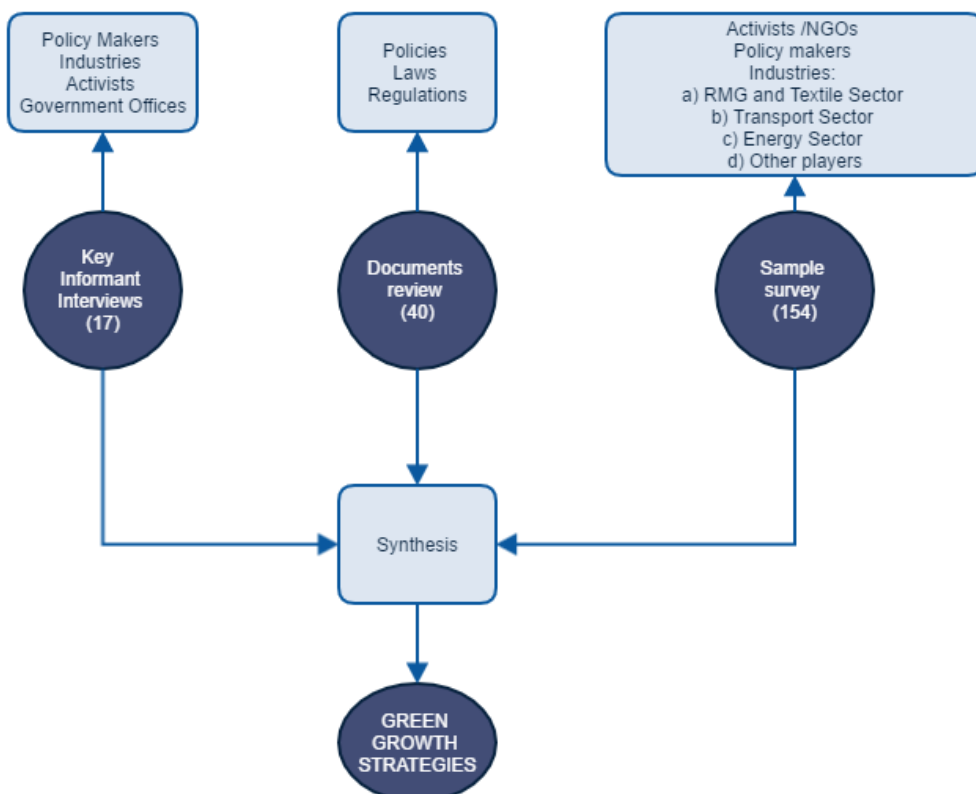 Policy Makers
Industries
Activists
Government Offices
Policies
Laws
Regulations
Activists /NGOs
Policy makers
Industries:
a) RMG and Textile Sector
b) Transport Sector
c) Energy Sector
d) Other players
Key
Informant
Interviews
(17)
Documents
review
(40)
Sample
survey
(154)
Synthesis
GREEN
GROWTH
STRATEGIES